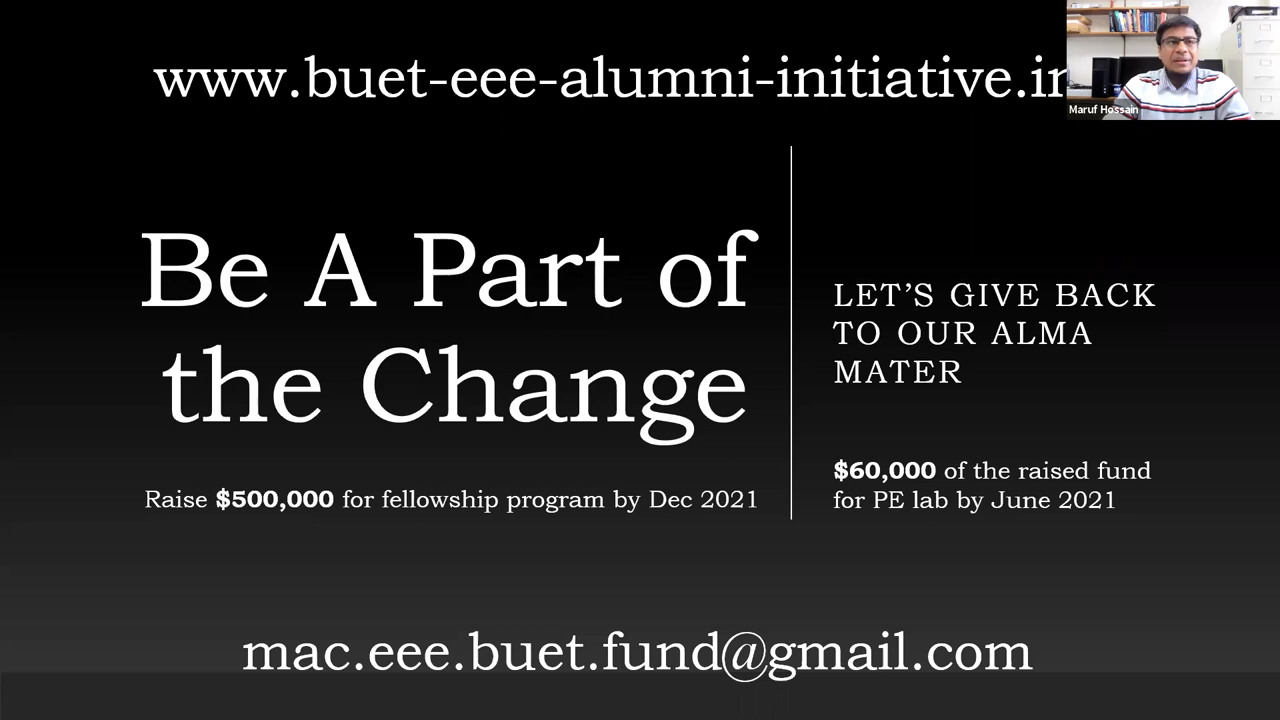 www.buet-eee-alumni-initiative.in
Maruf Hossain
Be A Part of
the Change
Raise $500,000 for fellowship program by Dec 2021
LET'S GIVE BACK
TO OUR ALMA
MATER
$60,000 of the raised fund
for PE lab by June 2021
mac.eee.buet.fund@gmail.com